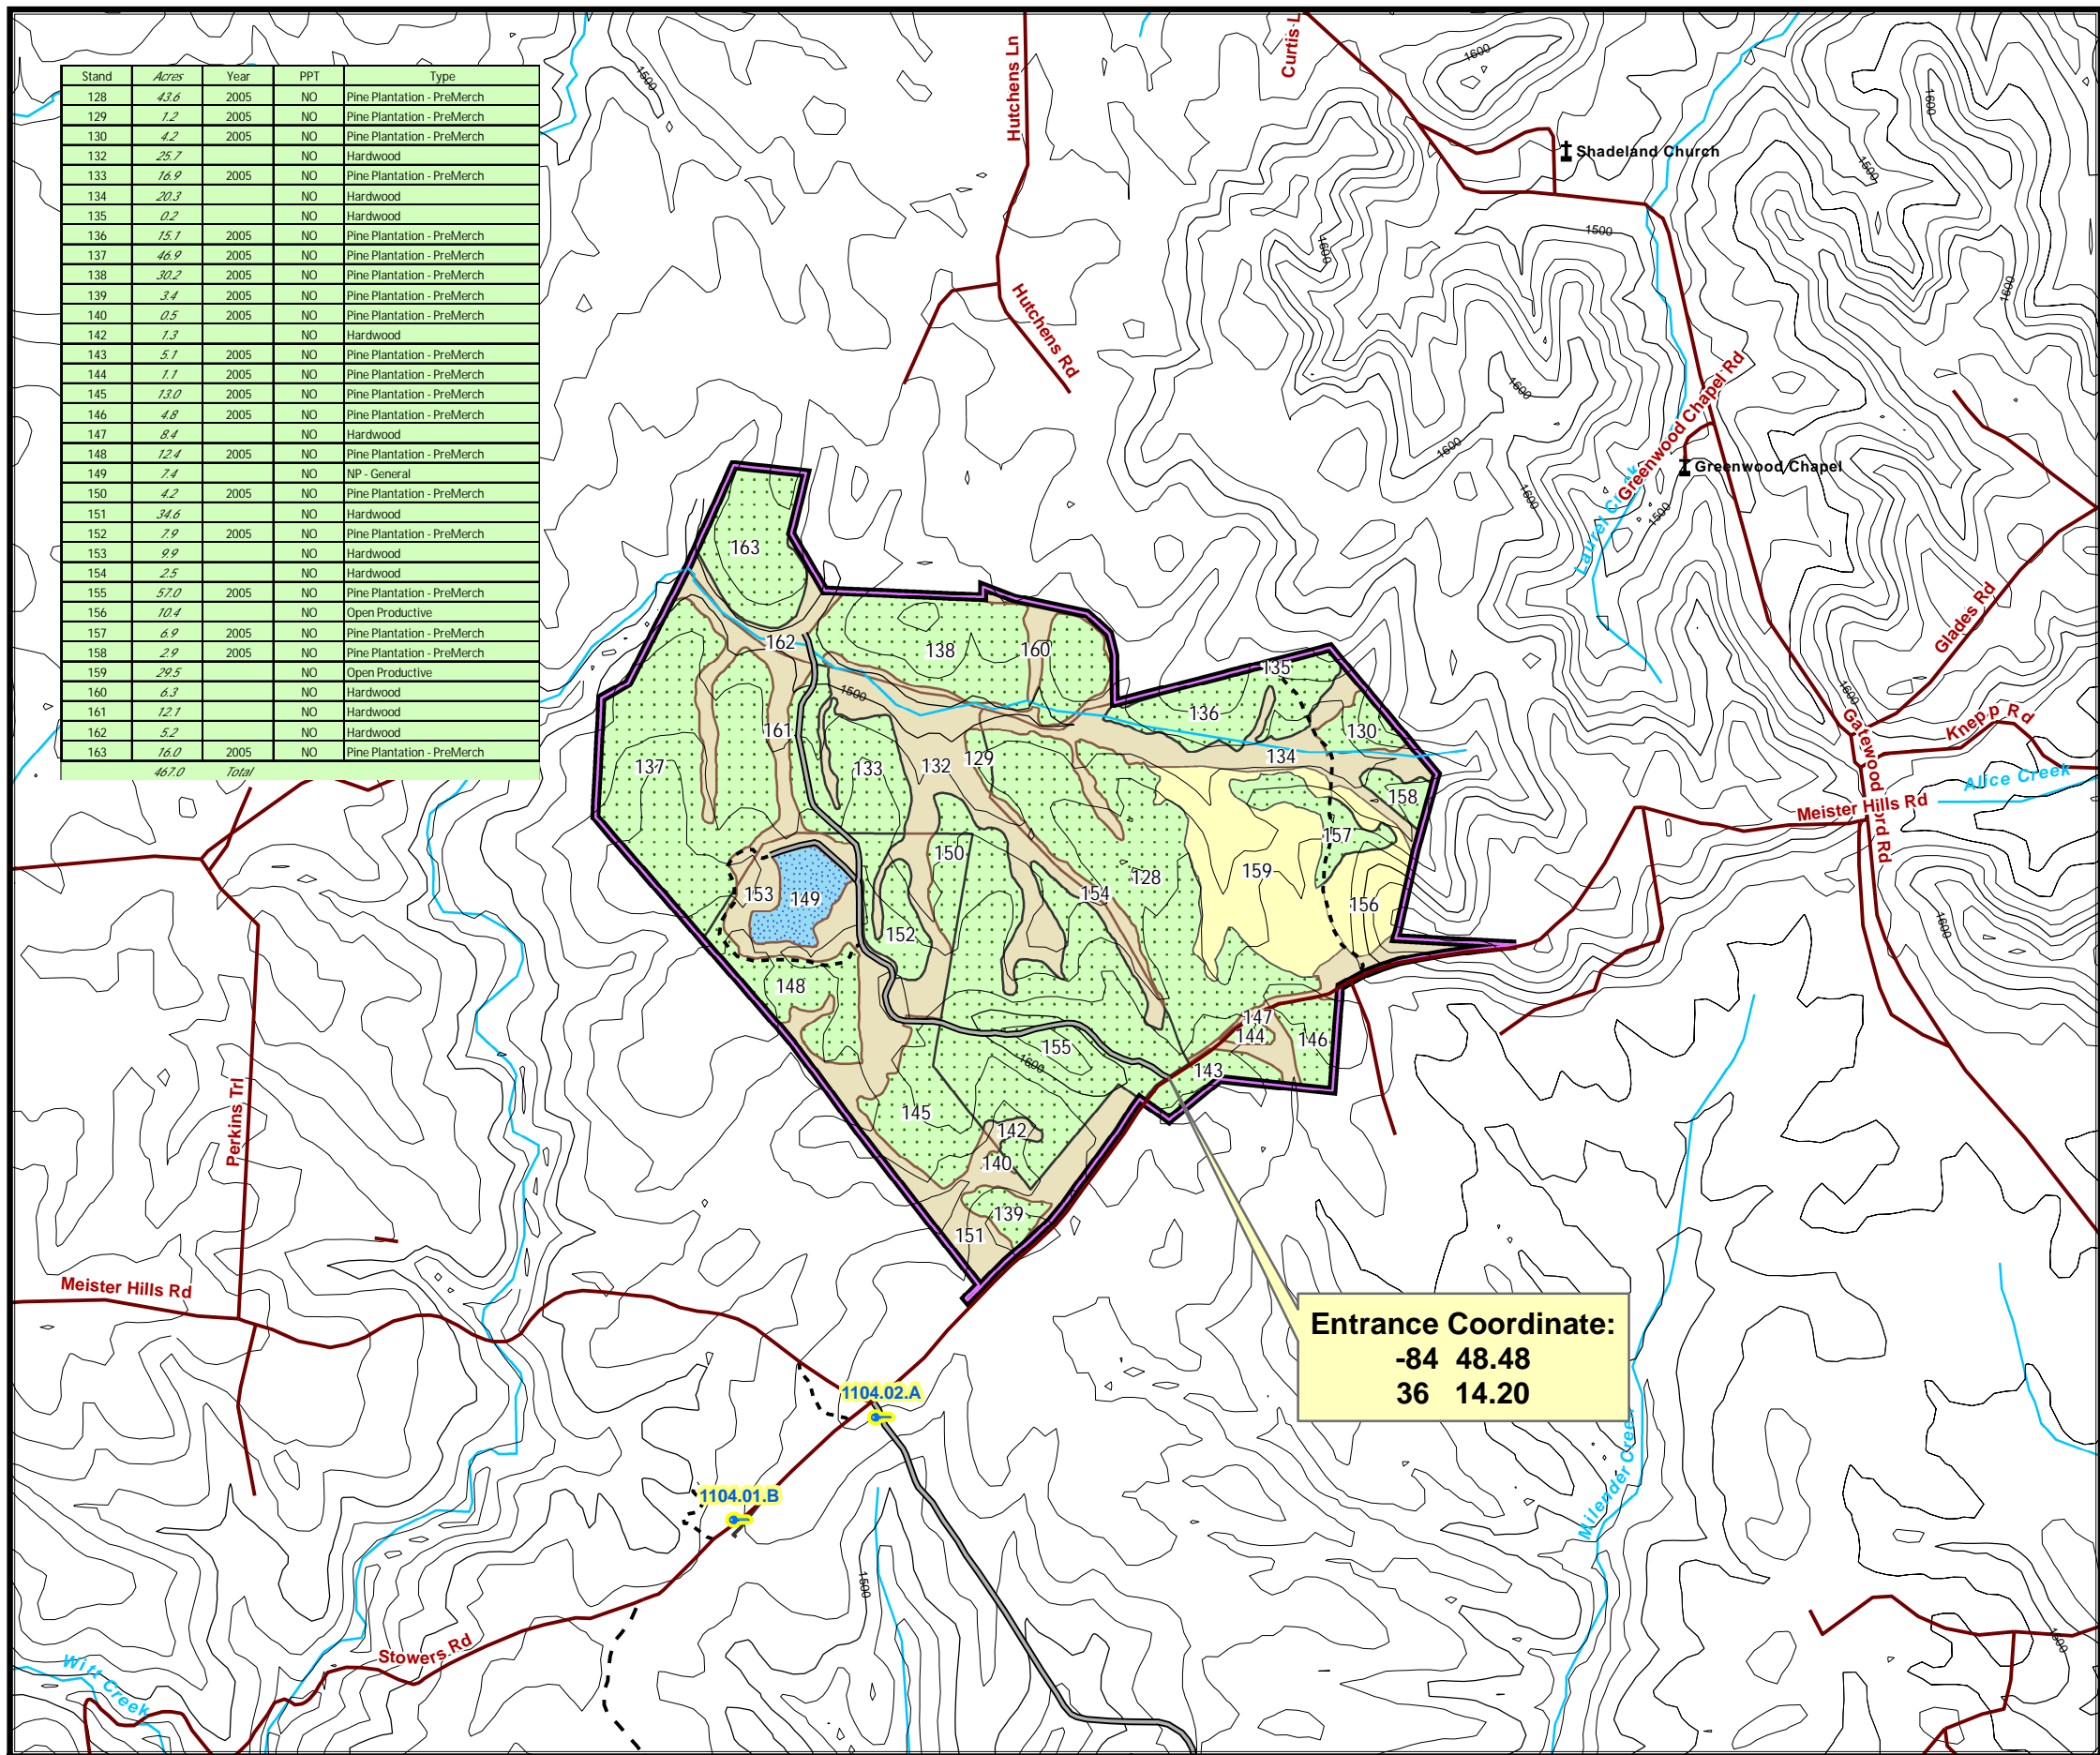 Stand Acres Year PPT Type
128 43.6 2005 NO Pine Plantation - PreMerch
129 1.2 2005 NO Pine Plantation - PreMerch
130 4.2 2005 NO Pine Plantation - PreMerch
132 25.7 NO Hardwood
133 16.9 2005 NO Pine Plantation - PreMerch
134 20.3 NO Hardwood
135 0.2 NO Hardwood
136 15.1 2005 NO Pine Plantation - PreMerch
137 46.9 2005 NO Pine Plantation - PreMerch
138 30.2 2005 NO Pine Plantation - PreMerch
139 3.4 2005 NO Pine Plantation - PreMerch
140 0.5 2005 NO Pine Plantation - PreMerch
142 1.3 NO Hardwood
143 5.1 2005 NO Pine Plantation - PreMerch
144 1.1 2005 NO Pine Plantation - PreMerch
145 13.0 2005 NO Pine Plantation - PreMerch
146 4.8 2005 NO Pine Plantation - PreMerch
147 8.4 NO Hardwood
148 12.4 2005 NO Pine Plantation - PreMerch
149 7.4 NO NP - General
150 4.2 2005 NO Pine Plantation - PreMerch
151 34.6 NO Hardwood
152 7.9 2005 NO Pine Plantation - PreMerch
153 9.9 NO Hardwood
154 2.5 NO Hardwood
155 57.0 2005 NO Pine Plantation - PreMerch
156 10.4 NO Open Productive
157 6.9 2005 NO Pine Plantation - PreMerch
158 2.9 2005 NO Pine Plantation - PreMerch
159 29.5 NO Open Productive
160 6.3 NO Hardwood
161 12.1 NO Hardwood
162 5.2 NO Hardwood
163 16.0 2005 NO Pine Plantation - PreMerch
467.0 Total
1500
Hutchens Ln
Curtis L
1600
1600
Shadeland Church
1500
1500
1600
1600
Hutchens Rd
1600
1600
1600
Greenwood Chapel Rd
Greenwood Chapel
1600
1500
Laurel Creek
Glades Rd
1600
Gatewood Ford Rd
Knepp Rd
Alice Creek
Meister Hills Rd
1600
163
162
138
160
135
1500
136
130
161
137
133
132
129
134
158
157
150
128
159
154
153
149
156
152
148
147
144
146
155
1600
143
145
142
140
139
151
Perkins Trl
Meister Hills Rd
Entrance Coordinate:
-84 48.48
36 14.20
1104.02.A
1104.01.B
1500
Milender Creek
Stowers Rd
Witt Creek
1600